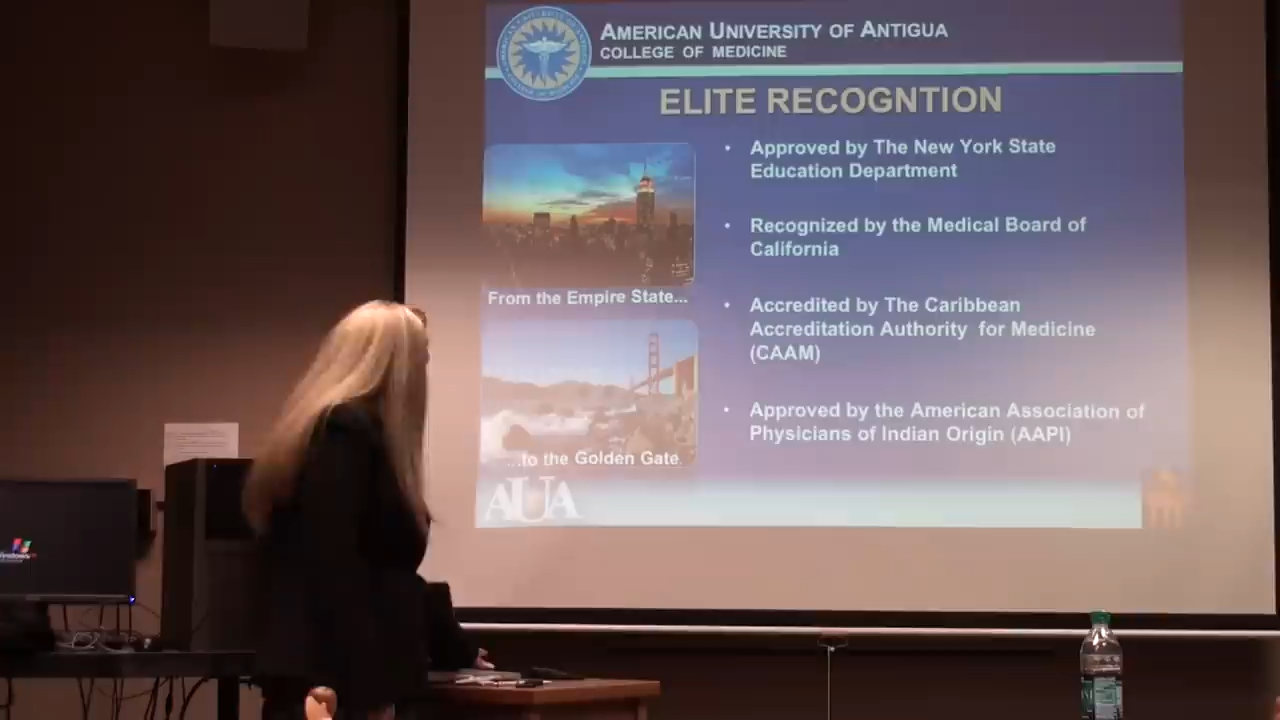 AMERICAN UNIVERSITY OF ANTIGUA
COLLEGE OF MEDICINE
ELITE RECOGNTION
• Approved by The New York State
Education Department
• Recognized by the Medical Board of
California
From the Empire State...
• Accredited by The Caribbean
Accreditation Authority for Medicine
(CAAM)
• Approved by the American Association of
Physicians of Indian Origin (AAPI)
...to the Golden Gate.
AUA